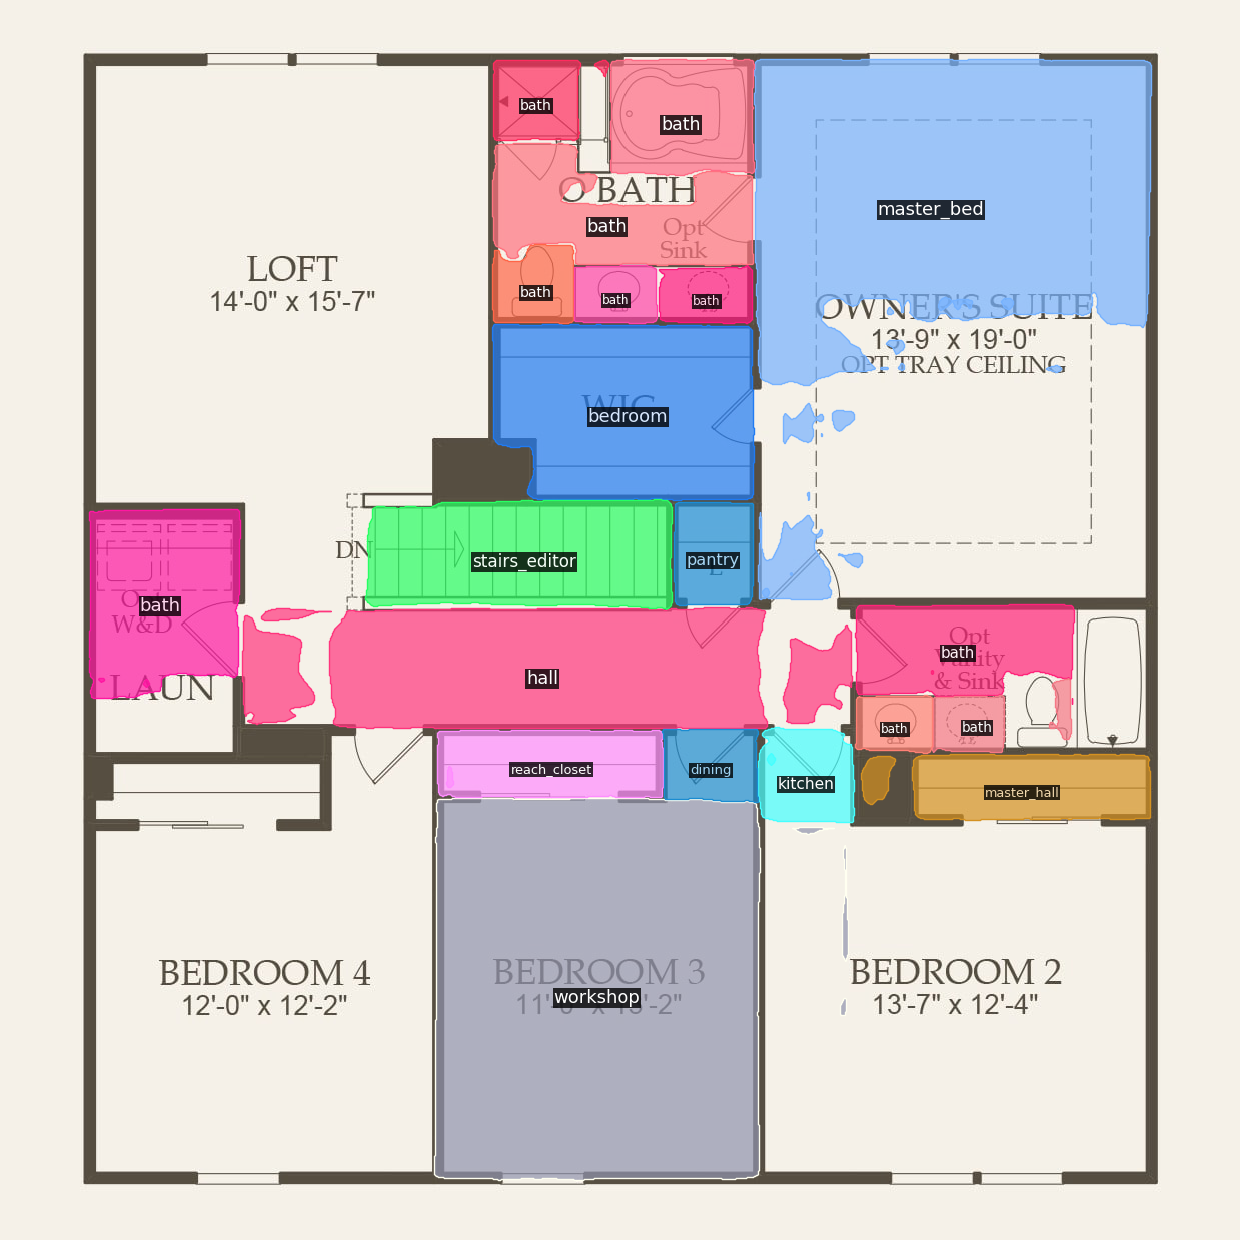 bath
bath
O BATH
master_bed
bath
Opt
Sink
LOFT
14'-0" x 15'-7"
bath
bath
bath
OWNER'S SUITE
13'-9" x 19'-0"
OPT TRAY CEILING
WIC
bedroom
DN
stairs_editor
pantry
L
bath
W&D
LAUN
hall
Opt
bath
Vanity
& Sink
bath
bath
reach_closet
dining
kitchen
master_hall
BEDROOM 4
12'-0" x 12'-2"
BEDROOM 3
workshop
BEDROOM 2
13'-7" x 12'-4"